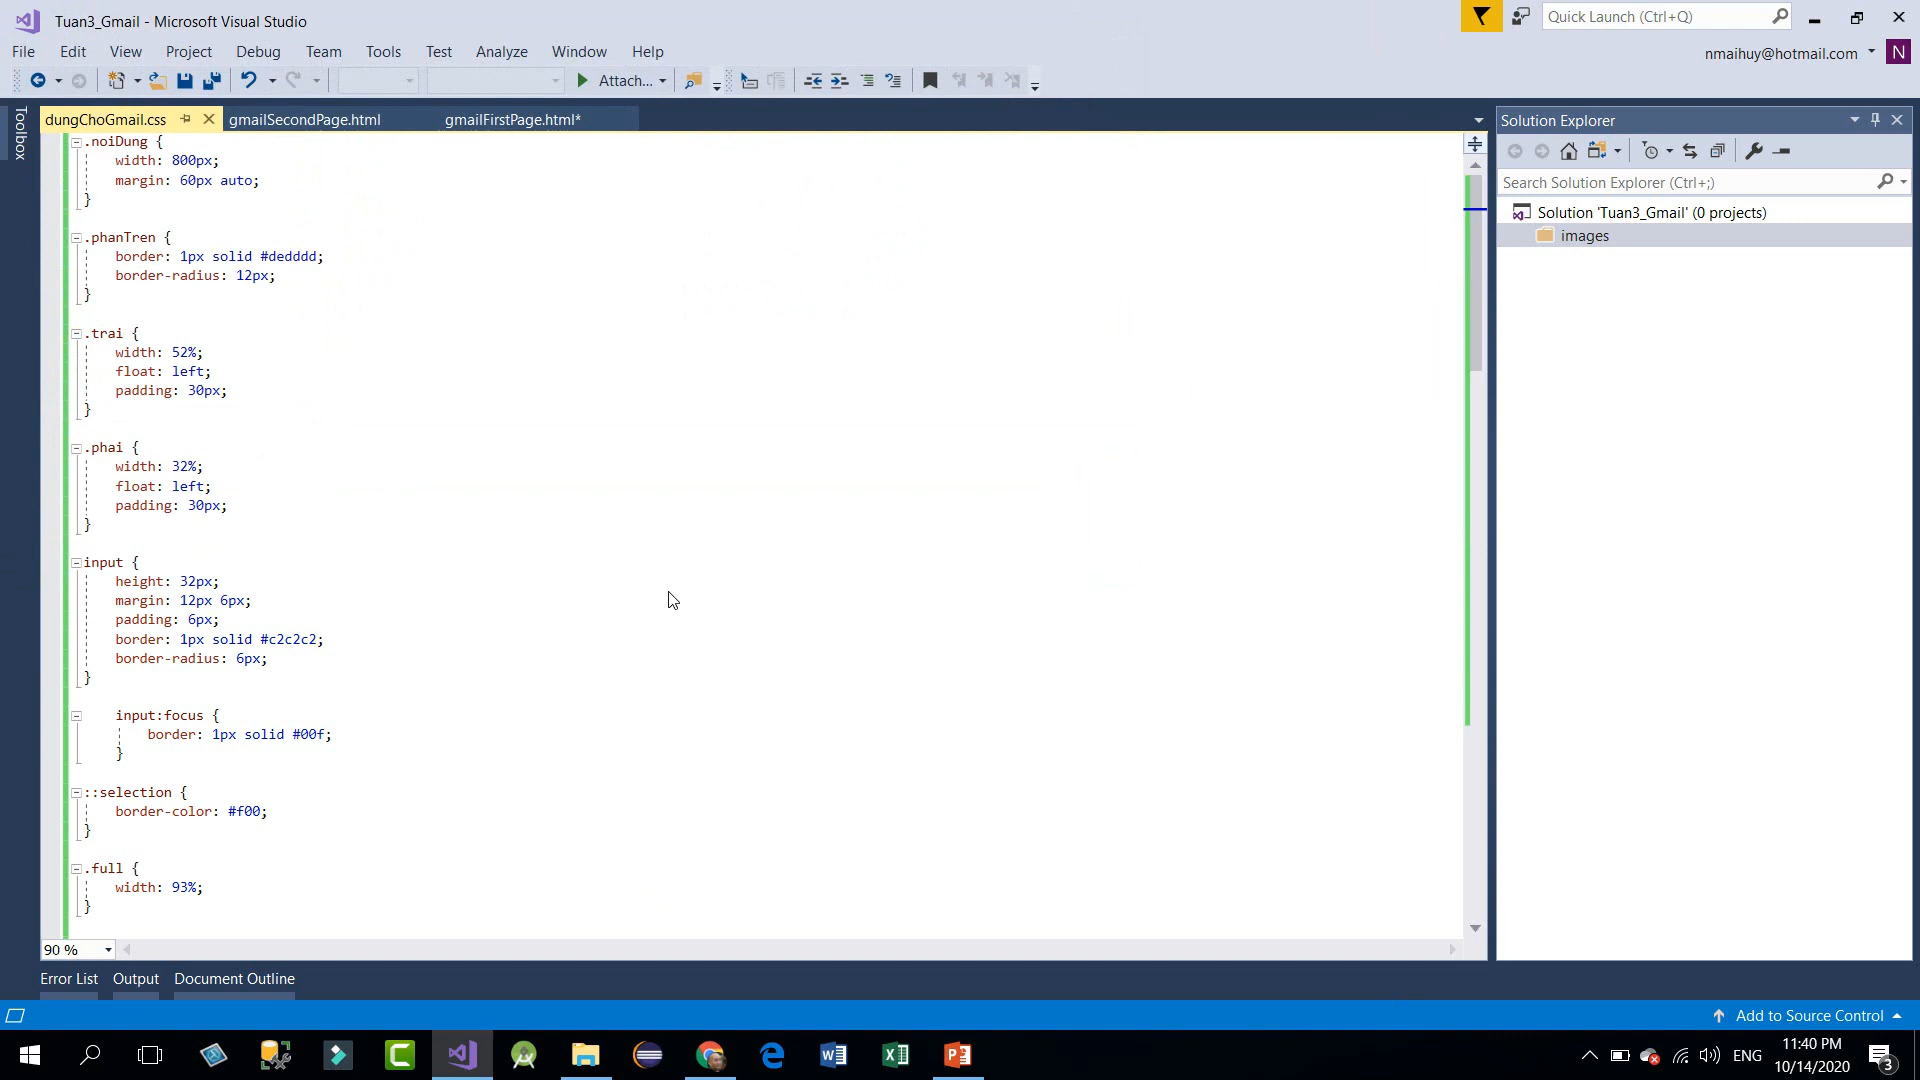 Tuan3_Gmail - Microsoft Visual Studio
Quick Launch (Ctrl+Q)
File Edit View Project Debug Team Tools Test Analyze Window Help
nmaihuy@hotmail.com
N
Attach...
Toolbox
dungChoGmail.css
gmailSecondPage.html
gmailFirstPage.html*
.noiDung {
width: 800px;
margin: 60px auto;
}
.phanTren {
border: 1px solid #dedddd;
border-radius: 12px;
}
.trai {
width: 52%;
float: left;
padding: 30px;
}
.phai {
width: 32%;
float: left;
padding: 30px;
}
input {
height: 32px;
margin: 12px 6px;
padding: 6px;
border: 1px solid #c2c2c2;
border-radius: 6px;
}
input:focus {
border: 1px solid #00f;
}
::selection {
border-color: #f00;
}
.full {
width: 93%;
}
90 %
Solution Explorer
Search Solution Explorer (Ctrl+;)
Solution 'Tuan3_Gmail' (0 projects)
images
Error List Output Document Outline
Add to Source Control
ENG
11:40 PM
10/14/2020
3